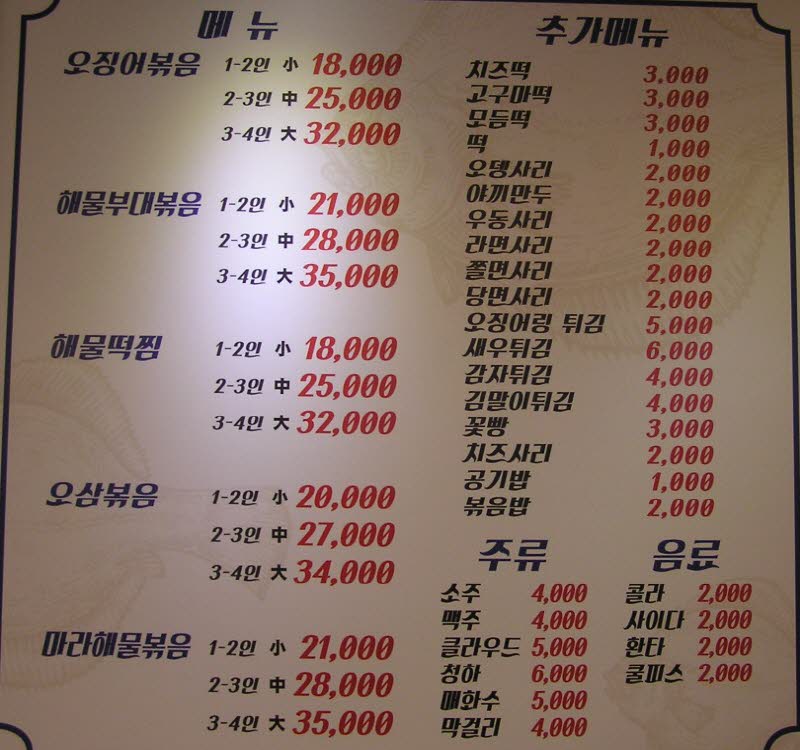 메 뉴
오징어볶음 1-2인 小 18,000
2-3인 中 25,000
3-4인 大 32,000
해물부대볶음 1-2인 小 21,000
2-3인 中 28,000
3-4인 大 35,000
해물떡찜 1-2인 小 18,000
2-3인 中 25,000
3-4인 大 32,000
오삼볶음 1-2인 小 20,000
2-3인 中 27,000
3-4인 大 34,000
마라해물볶음 1-2인 小 21,000
2-3인 中 28,000
3-4인 大 35,000
추가메뉴
치즈떡 3,000
고구마떡 3,000
모듬떡 3,000
떡 1,000
오뎅사리 2,000
야끼만두 2,000
우동사리 2,000
라면사리 2,000
쫄면사리 2,000
당면사리 2,000
오징어링 튀김 5,000
새우튀김 6,000
감자튀김 4,000
김말이튀김 4,000
꽃빵 3,000
치즈사리 2,000
공기밥 1,000
볶음밥 2,000
주류
소주 4,000
맥주 4,000
클라우드 5,000
청하 6,000
매화수 5,000
막걸리 4,000
음료
콜라 2,000
사이다 2,000
환타 2,000
쿨피스 2,000